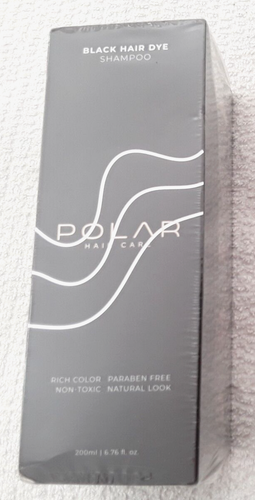 BLACK HAIR DYE
SHAMPOO
POLAR
HAIR CARE
RICH COLOR PARABEN FREE
NON-TOXIC NATURAL LOOK
200ml | 6.76 fl. oz.